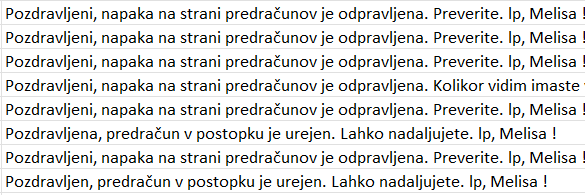 Pozdravljeni, napaka na strani predračunov je odpravljena. Preverite. lp, Melisa !
Pozdravljeni, napaka na strani predračunov je odpravljena. Preverite. lp, Melisa !
Pozdravljeni, napaka na strani predračunov je odpravljena. Preverite. lp, Melisa !
Pozdravljeni, napaka na strani predračunov je odpravljena. Kolikor vidim imaste
Pozdravljeni, napaka na strani predračunov je odpravljena. Preverite. lp, Melisa !
Pozdravljena, predračun v postopku je urejen. Lahko nadaljujete. lp, Melisa !
Pozdravljeni, napaka na strani predračunov je odpravljena. Preverite. lp, Melisa !
Pozdravljen, predračun v postopku je urejen. Lahko nadaljujete. lp, Melisa !